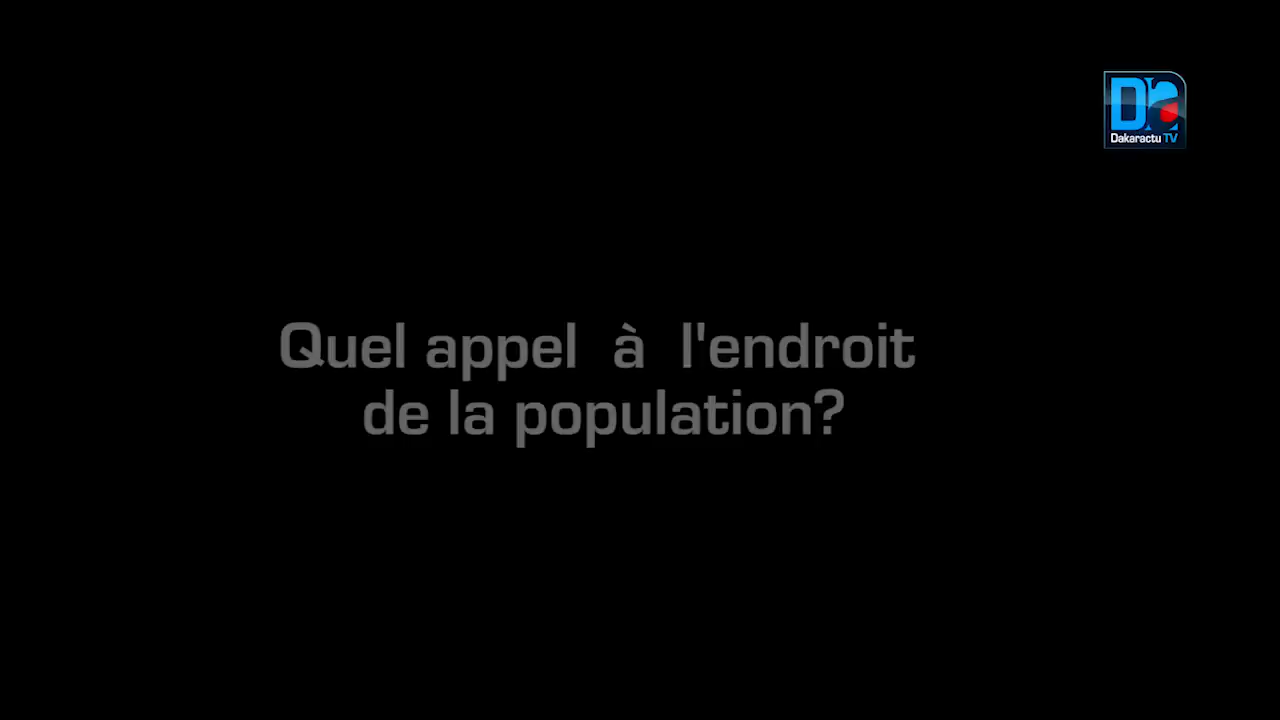 Dakaractu TV
Quel appel à l'endroit
de la population?